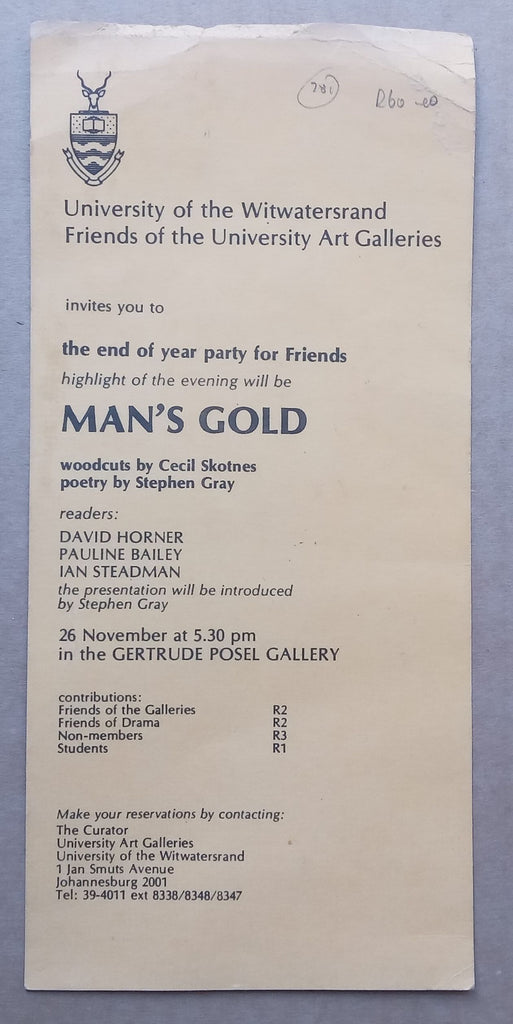 R60-00
University of the Witwatersrand
Friends of the University Art Galleries
invites you to
the end of year party for Friends
highlight of the evening will be
MAN'S GOLD
woodcuts by Cecil Skotnes
poetry by Stephen Gray
readers:
DAVID HORNER
PAULINE BAILEY
IAN STEADMAN
the presentation will be introduced
by Stephen Gray
26 November at 5.30 pm
in the GERTRUDE POSEL GALLERY
contributions:
Friends of the Galleries R2
Friends of Drama R2
Non-members R3
Students R1
Make your reservations by contacting:
The Curator
University Art Galleries
University of the Witwatersrand
1 Jan Smuts Avenue
Johannesburg 2001
Tel: 39-4011 ext 8338/8348/8347